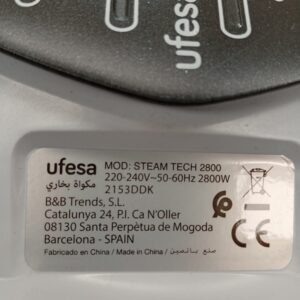 ufesa
ufesa MOD: STEAM TECH 2800
مكواة بخاري 220-240V~50-60Hz 2800W
2153DDK
B&B Trends, S.L.
Catalunya 24, P.I. Ca N'Oller
08130 Santa Perpètua de Mogoda
Barcelona - SPAIN
Fabricado en China / Made in China / صنع بالصين
CE